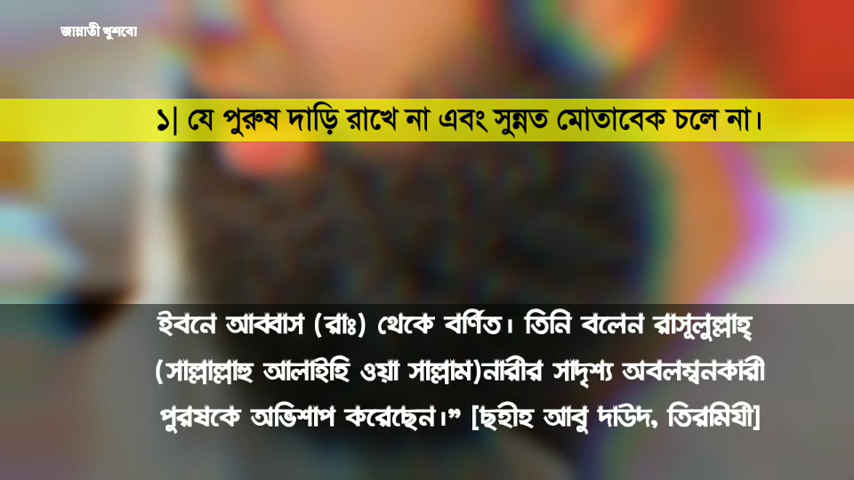 জান্নাতী খুশবো
১| যে পুরুষ দাড়ি রাখে না এবং সুন্নত মোতাবেক চলে না।
ইবনে আব্বাস (রাঃ) থেকে বর্ণিত। তিনি বলেন রাসূলুল্লাহ্
(সাল্লাল্লাহু আলাইহি ওয়া সাল্লাম)নারীর সাদৃশ্য অবলম্বনকারী
পুরষকে অভিশাপ করেছেন।” [ছহীহ আবু দাউদ, তিরমিযী]